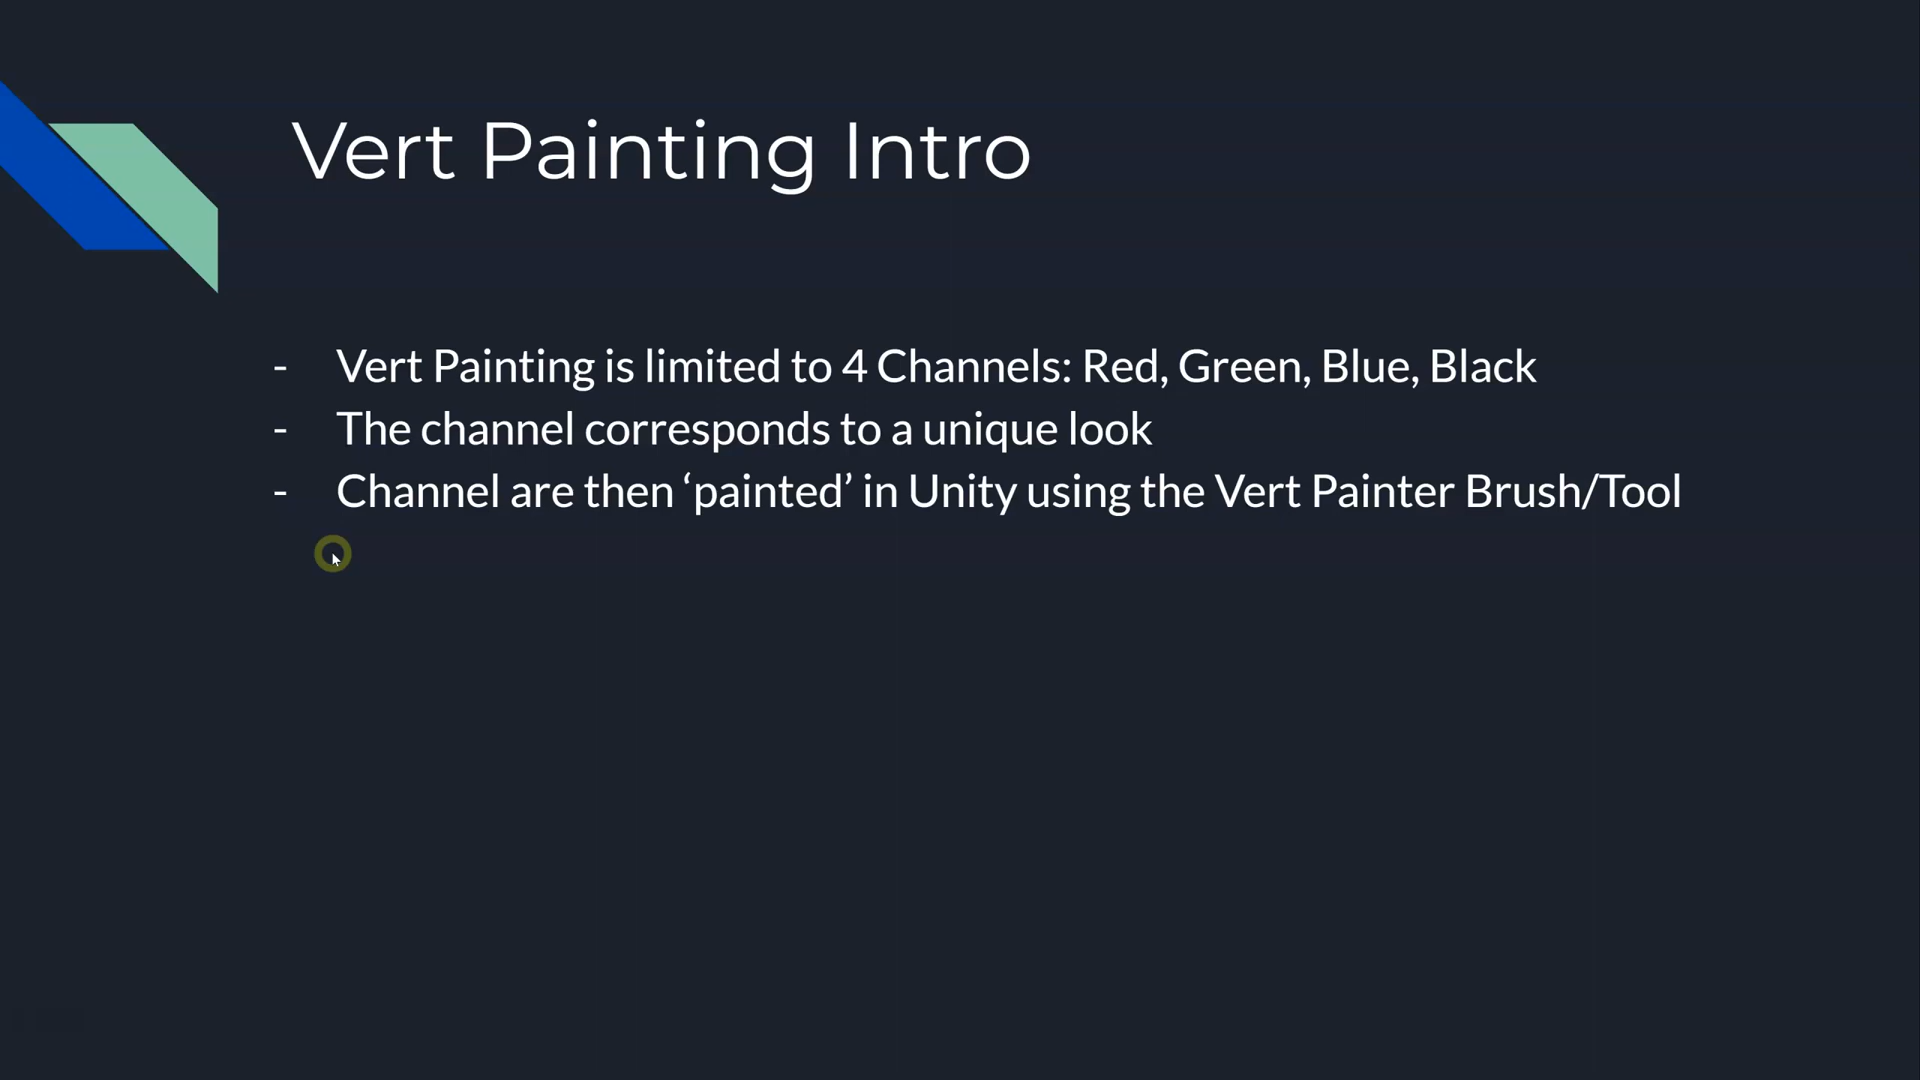 Vert Painting Intro
- Vert Painting is limited to 4 Channels: Red, Green, Blue, Black
- The channel corresponds to a unique look
- Channel are then ‘painted’ in Unity using the Vert Painter Brush/Tool